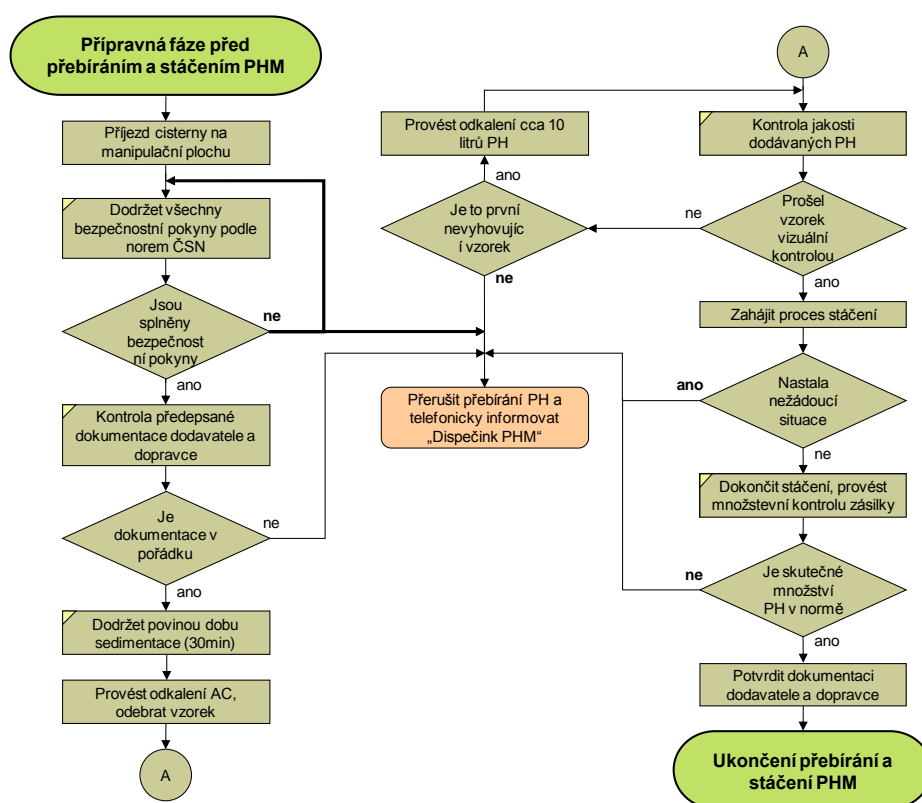 Přípravná fáze před
přebíráním a stáčením PHM
Příjezd cisterny na
manipulační plochu
Dodržet všechny
bezpečnostní pokyny podle
norem ČSN
Jsou
splněny
bezpečnost
ní pokyny
ne
ano
Kontrola předepsané
dokumentace dodavatele a
dopravce
Je
dokumentace v
pořádku
ne
ano
Dodržet povinou dobu
sedimentace (30min)
Provést odkalení AC,
odebrat vzorek
A
A
Kontrola jakosti
dodávaných PH
Prošel
vzorek
vizuální
kontrolou
ne
ano
Provést odkalení cca 10
litrů PH
ano
Je to první
nevyhovujíc
í vzorek
ne
Přerušit přebírání PH a
telefonicky informovat
„Dispečink PHM“
Zahájit proces stáčení
Nastala
nežádoucí
situace
ano
ne
Dokončit stáčení, provést
množstevní kontrolu zásilky
Je skutečné
množství
PH v normě
ne
ano
Potvrdit dokumentaci
dodavatele a dopravce
Ukončení přebírání a
stáčení PHM